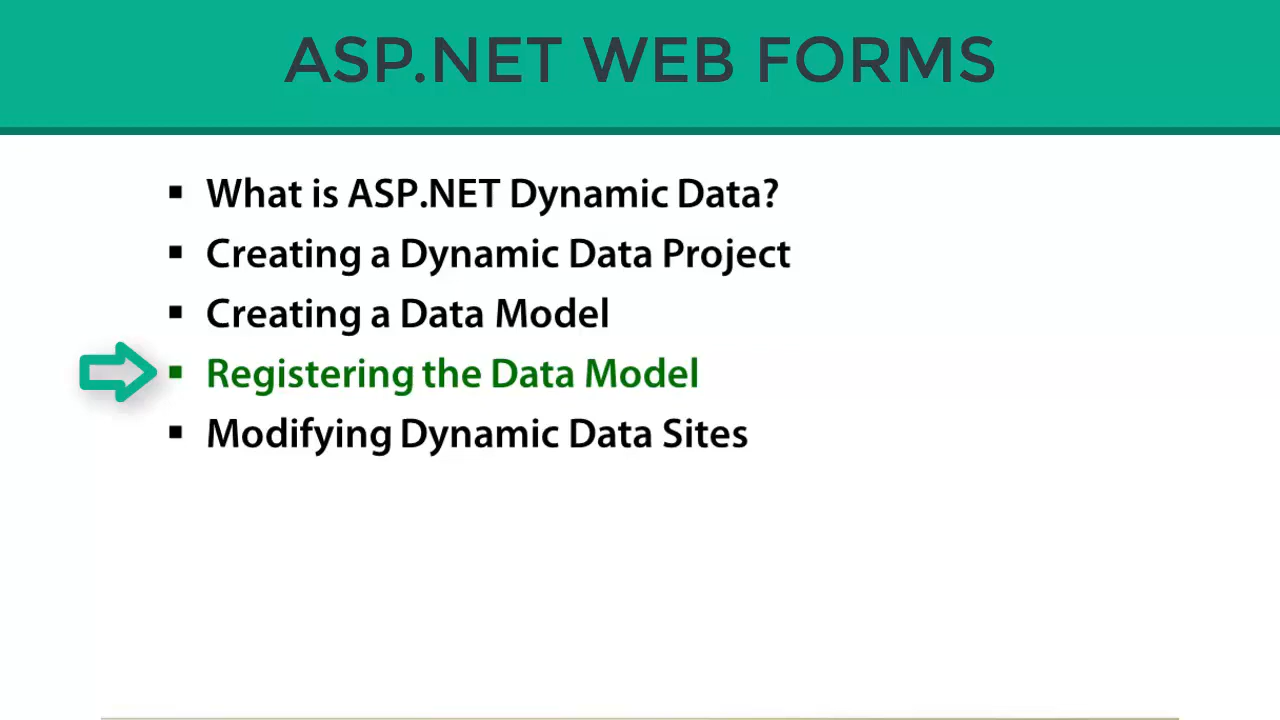 ASP.NET WEB FORMS
▪ What is ASP.NET Dynamic Data?
▪ Creating a Dynamic Data Project
▪ Creating a Data Model
▪ Registering the Data Model
▪ Modifying Dynamic Data Sites